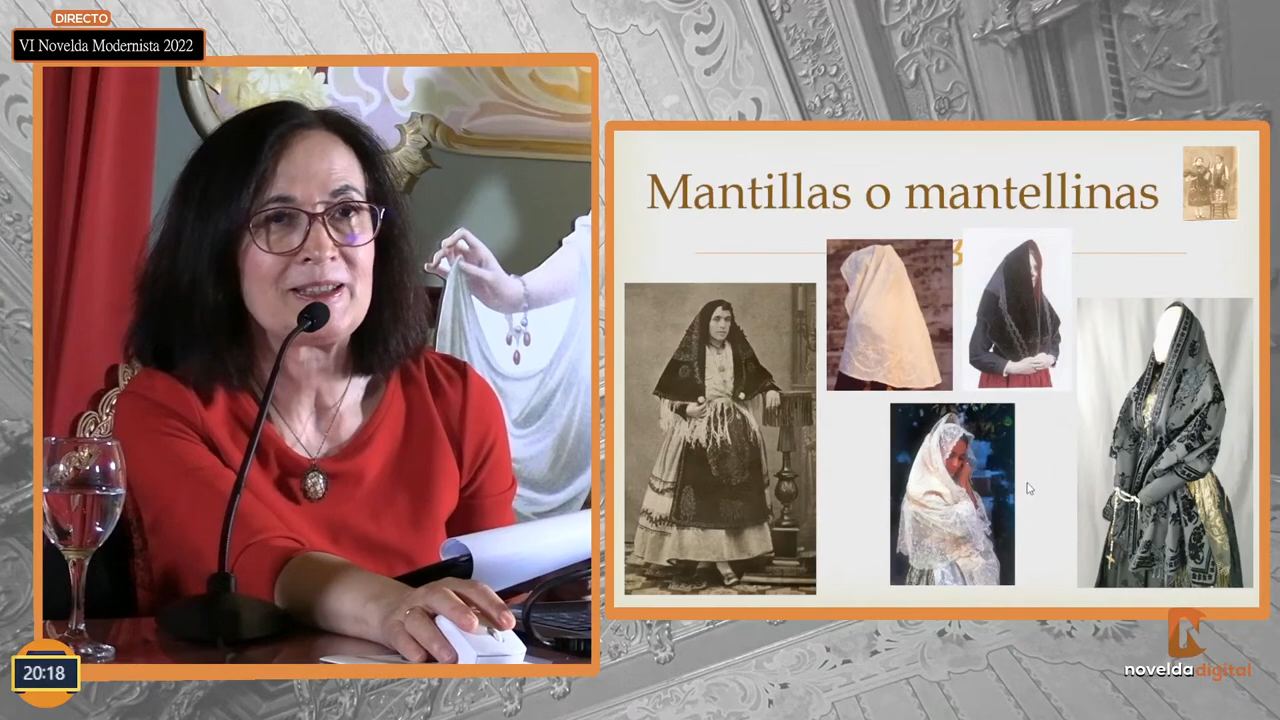 DIRECTO
VI Novelda Modernista 2022
Mantillas o mantellinas
20:18
noveldadigital